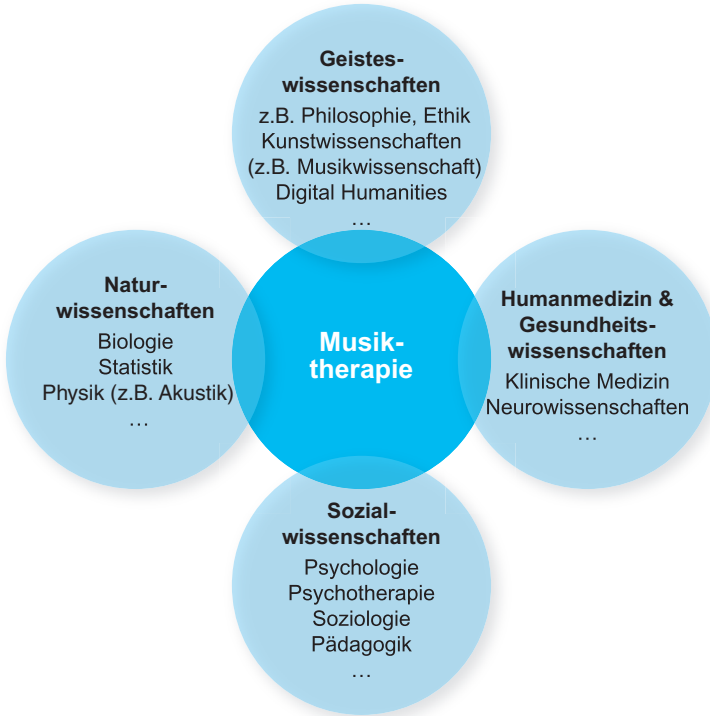 Geistes-
wissenschaften
z.B. Philosophie, Ethik
Kunstwissenschaften
(z.B. Musikwissenschaft)
Digital Humanities
…
Natur-
wissenschaften
Biologie
Statistik
Physik (z.B. Akustik)
…
Musik-
therapie
Humanmedizin &
Gesundheits-
wissenschaften
Klinische Medizin
Neurowissenschaften
…
Sozial-
wissenschaften
Psychologie
Psychotherapie
Soziologie
Pädagogik
…